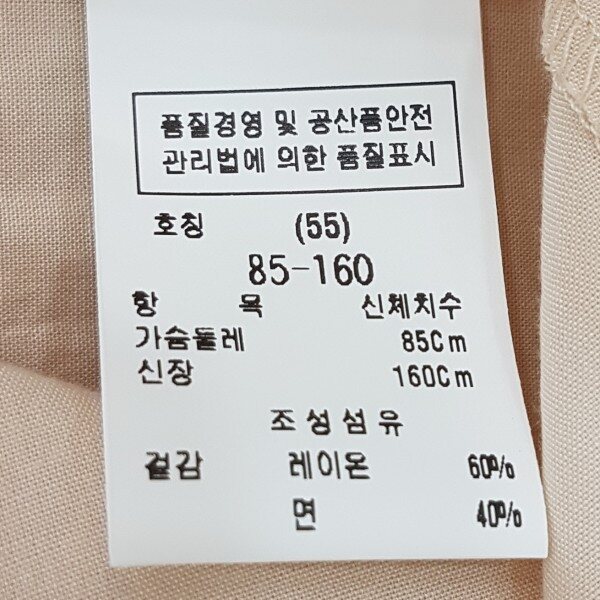 품질경영 및 공산품안전
관리법에 의한 품질표시
호칭 (55)
85-160
항 목 신체치수
가슴둘레 85Cm
신장 160Cm
조성섬유
겉감 레이온 60%
면 40%